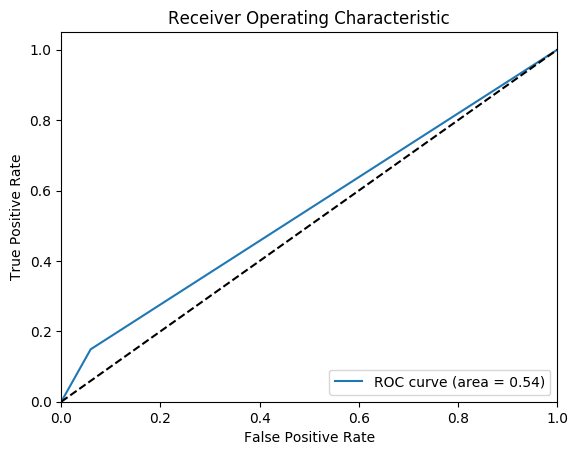 Receiver Operating Characteristic
True Positive Rate
1.0
0.8
0.6
0.4
0.2
0.0
ROC curve (area = 0.54)
0.0 0.2 0.4 0.6 0.8 1.0
False Positive Rate